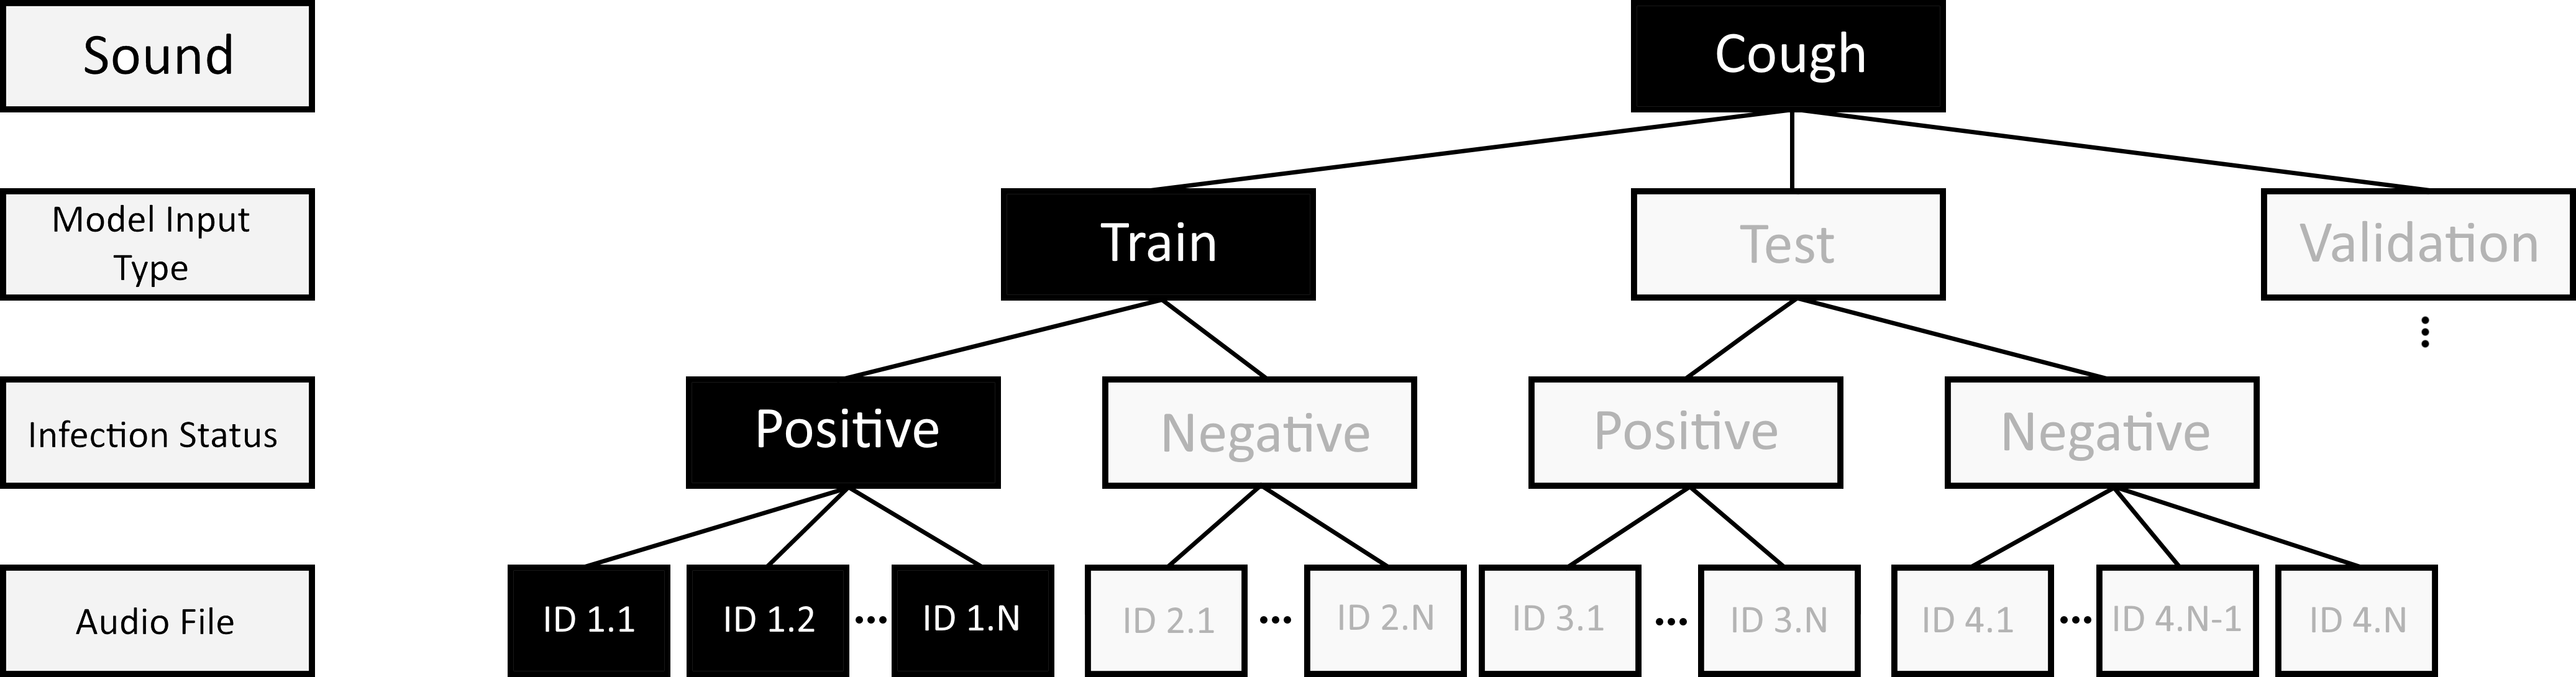 Sound
Cough
Model Input
Type
Train
Test
Validation
Infection Status
Positive
Negative
Positive
Negative
Audio File
ID 1.1
ID 1.2
ID 1.N
ID 2.1
ID 2.N
ID 3.1
ID 3.N
ID 4.1
ID 4.N-1
ID 4.N